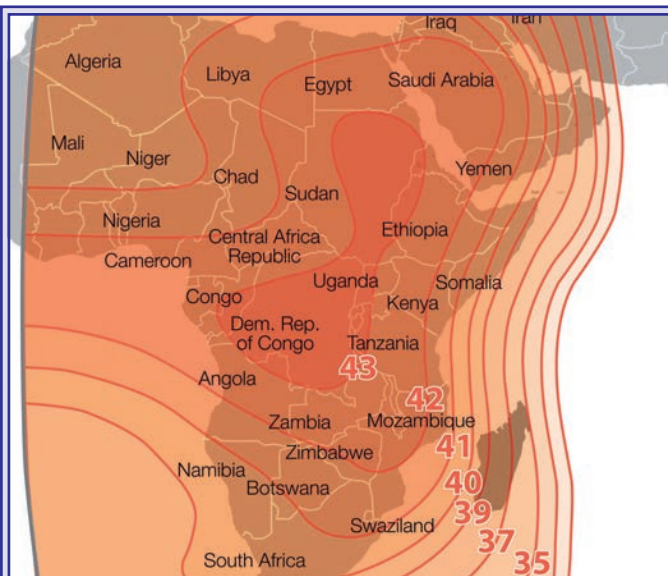 Iraq
Iran
Algeria
Libya
Egypt
Saudi Arabia
Mali
Niger
Chad
Yemen
Sudan
Nigeria
Ethiopia
Central Africa
Republic
Cameroon
Uganda
Somalia
Congo
Kenya
Dem. Rep.
of Congo
Tanzania
43
Angola
42
Zambia
Mozambique
41
Zimbabwe
Namibia
40
Botswana
39
Swaziland
37
South Africa
35